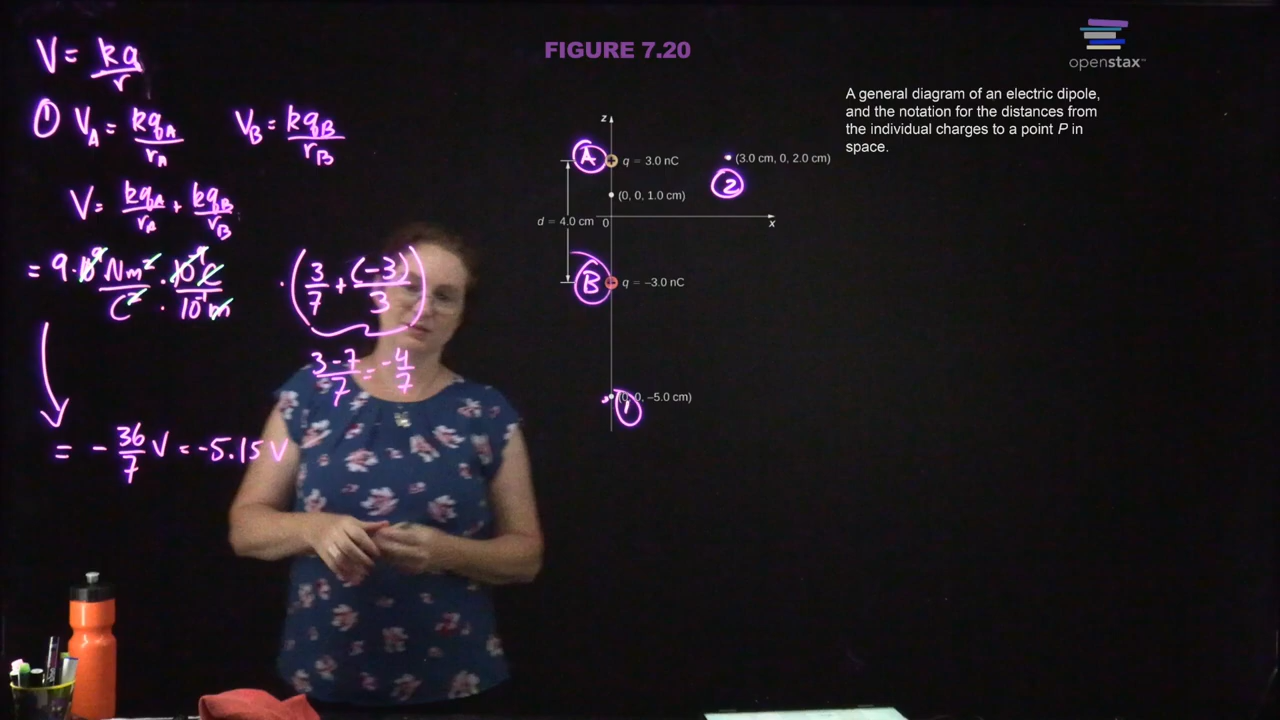 V = kq/r
① V_A = kq_A/r_A V_B = kq_B/r_B
V = kq_A/r_A + kq_B/r_B
= 9·10⁹ Nm²/C² · 10⁻⁹C/10⁻¹m · (3/7 + (-3)/3)
3-7/7 = -4/7
= - 36/7 V = -5.15 V
FIGURE 7.20
openstax™
A general diagram of an electric dipole,
and the notation for the distances from
the individual charges to a point P in
space.
z
A + q = 3.0 nC
(3.0 cm, 0, 2.0 cm)
②
(0, 0, 1.0 cm)
d = 4.0 cm 0
x
B q = −3.0 nC
① , 0, −5.0 cm)